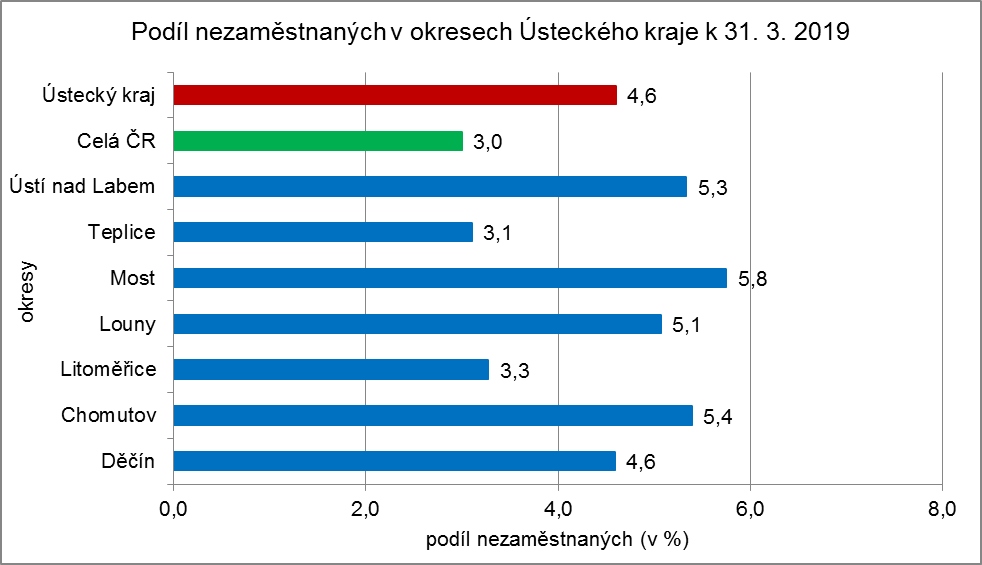 Podíl nezaměstnaných v okresech Ústeckého kraje k 31. 3. 2019
okresy
Ústecký kraj 4,6
Celá ČR 3,0
Ústí nad Labem 5,3
Teplice 3,1
Most 5,8
Louny 5,1
Litoměřice 3,3
Chomutov 5,4
Děčín 4,6
0,0 2,0 4,0 6,0 8,0
podíl nezaměstnaných (v %)